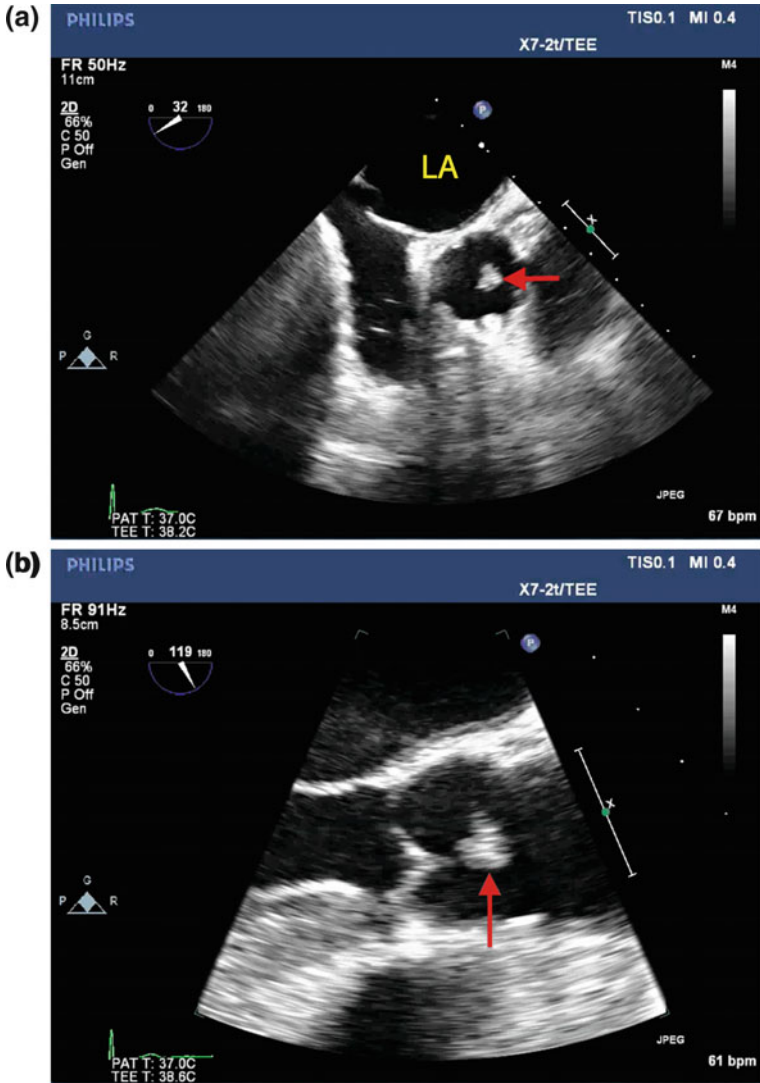 (a)
PHILIPS
TIS0.1 MI 0.4
X7-2t/TEE
FR 50Hz
11cm
M4
2D
66%
C 50
P Off
Gen
0 32 180
P
LA
X
G
P R
JPEG
PAT T: 37.0C
TEE T: 38.2C
67 bpm
(b)
PHILIPS
TIS0.1 MI 0.4
X7-2t/TEE
FR 91Hz
8.5cm
M4
2D
66%
C 50
P Off
Gen
0 119 180
P
X
G
P R
JPEG
PAT T: 37.0C
TEE T: 38.6C
61 bpm